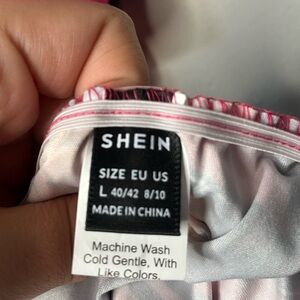 SHEIN
SIZE EU US
L 40/42 8/10
MADE IN CHINA
Machine Wash
Cold Gentle, With
Like Colors.